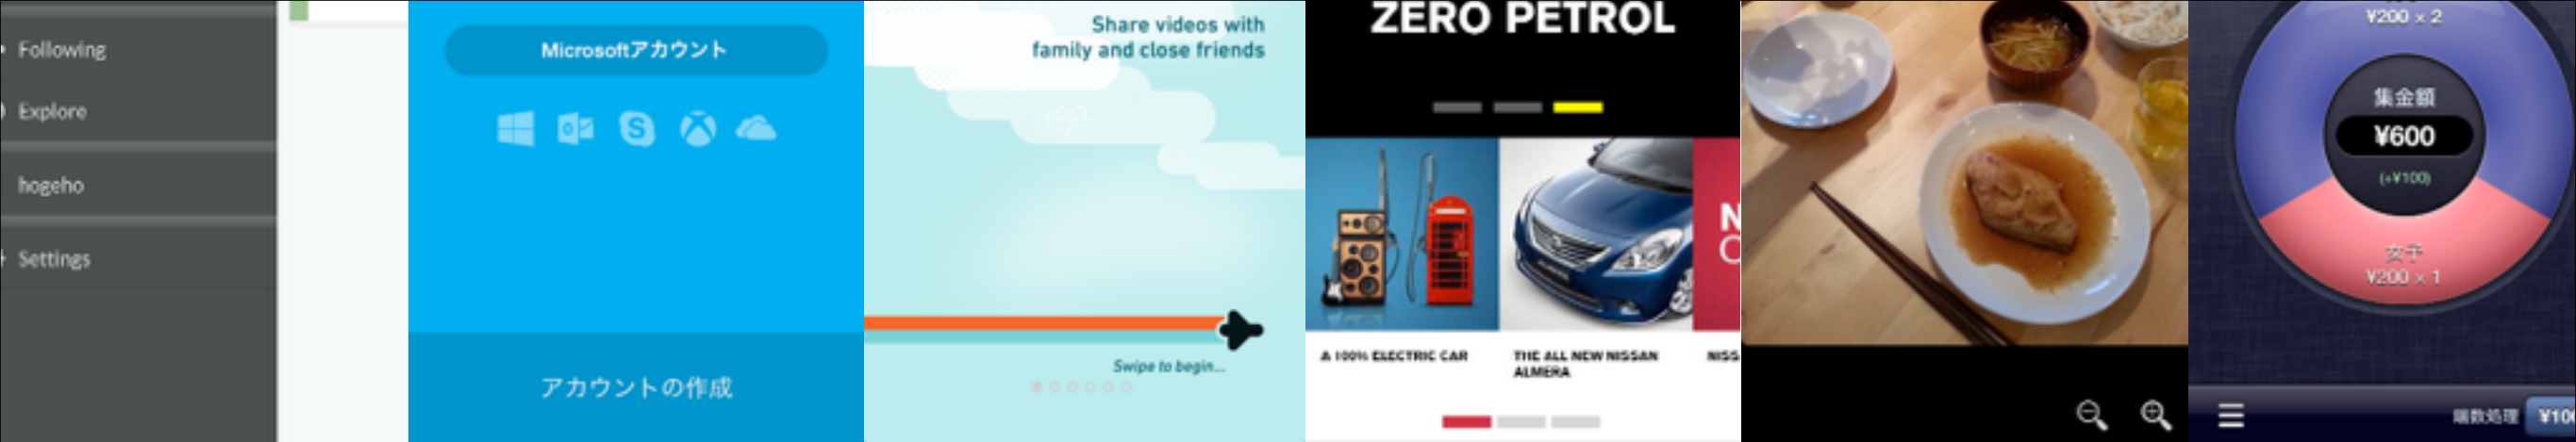 Following
Explore
hogeho
Settings
Microsoftアカウント
アカウントの作成
Share videos with
family and close friends
Swipe to begin...
ZERO PETROL
A 100% ELECTRIC CAR
THE ALL NEW NISSAN
ALMERA
NISS
¥200 × 2
集金額
¥600
(+¥100)
女子
¥200 × 1
端数処理